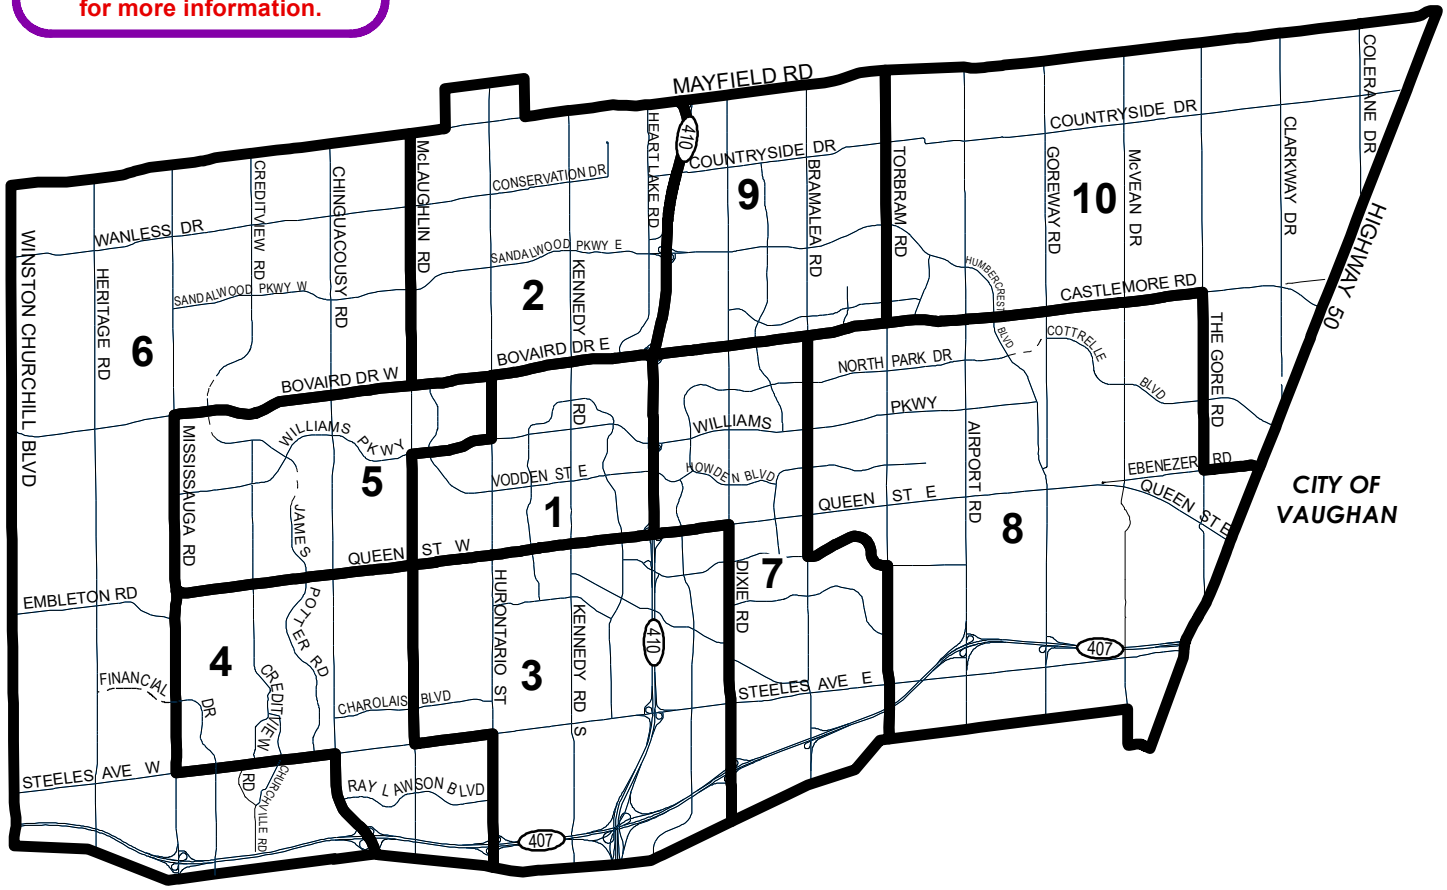 for more information.
MAYFIELD RD
COLERANE DR
COUNTRYSIDE DR
CLARKWAY DR
HEART LAKE RD
410
COUNTRYSIDE DR
McLAUGHLIN RD
CONSERVATION DR
BRAMALEA RD
TORBRAM RD
GOREWAY RD
McVEAN DR
CREDITVIEW RD
CHINGUACOUSY RD
9
10
HIGHWAY 50
WANLESS DR
WINSTON CHURCHILL BLVD
HERITAGE RD
SANDALWOOD PKWY E
KENNEDY
HUMBERCREST
BLVD
SANDALWOOD PKWY W
2
CASTLEMORE RD
THE GORE RD
6
BOVAIRD DR E
COTTRELLE
BLVD
NORTH PARK DR
BOVAIRD DR W
RD
WILLIAMS
PKWY
MISSISSAUGA RD
WILLIAMS PKWY
AIRPORT RD
5
VODDEN ST E
HOWDEN BLVD
EBENEZER RD
QUEEN ST E
QUEEN ST E
CITY OF
VAUGHAN
1
8
JAMES
POTTER RD
QUEEN ST W
HURONTARIO ST
7
DIXIE RD
EMBLETON RD
KENNEDY RD S
410
407
4
3
FINANCIAL
DR
CREDITVIEW
RD
CHAROLAIS BLVD
STEELES AVE E
STEELES AVE W
CHURCHVILLE RD
RAY LAWSON BLVD
407